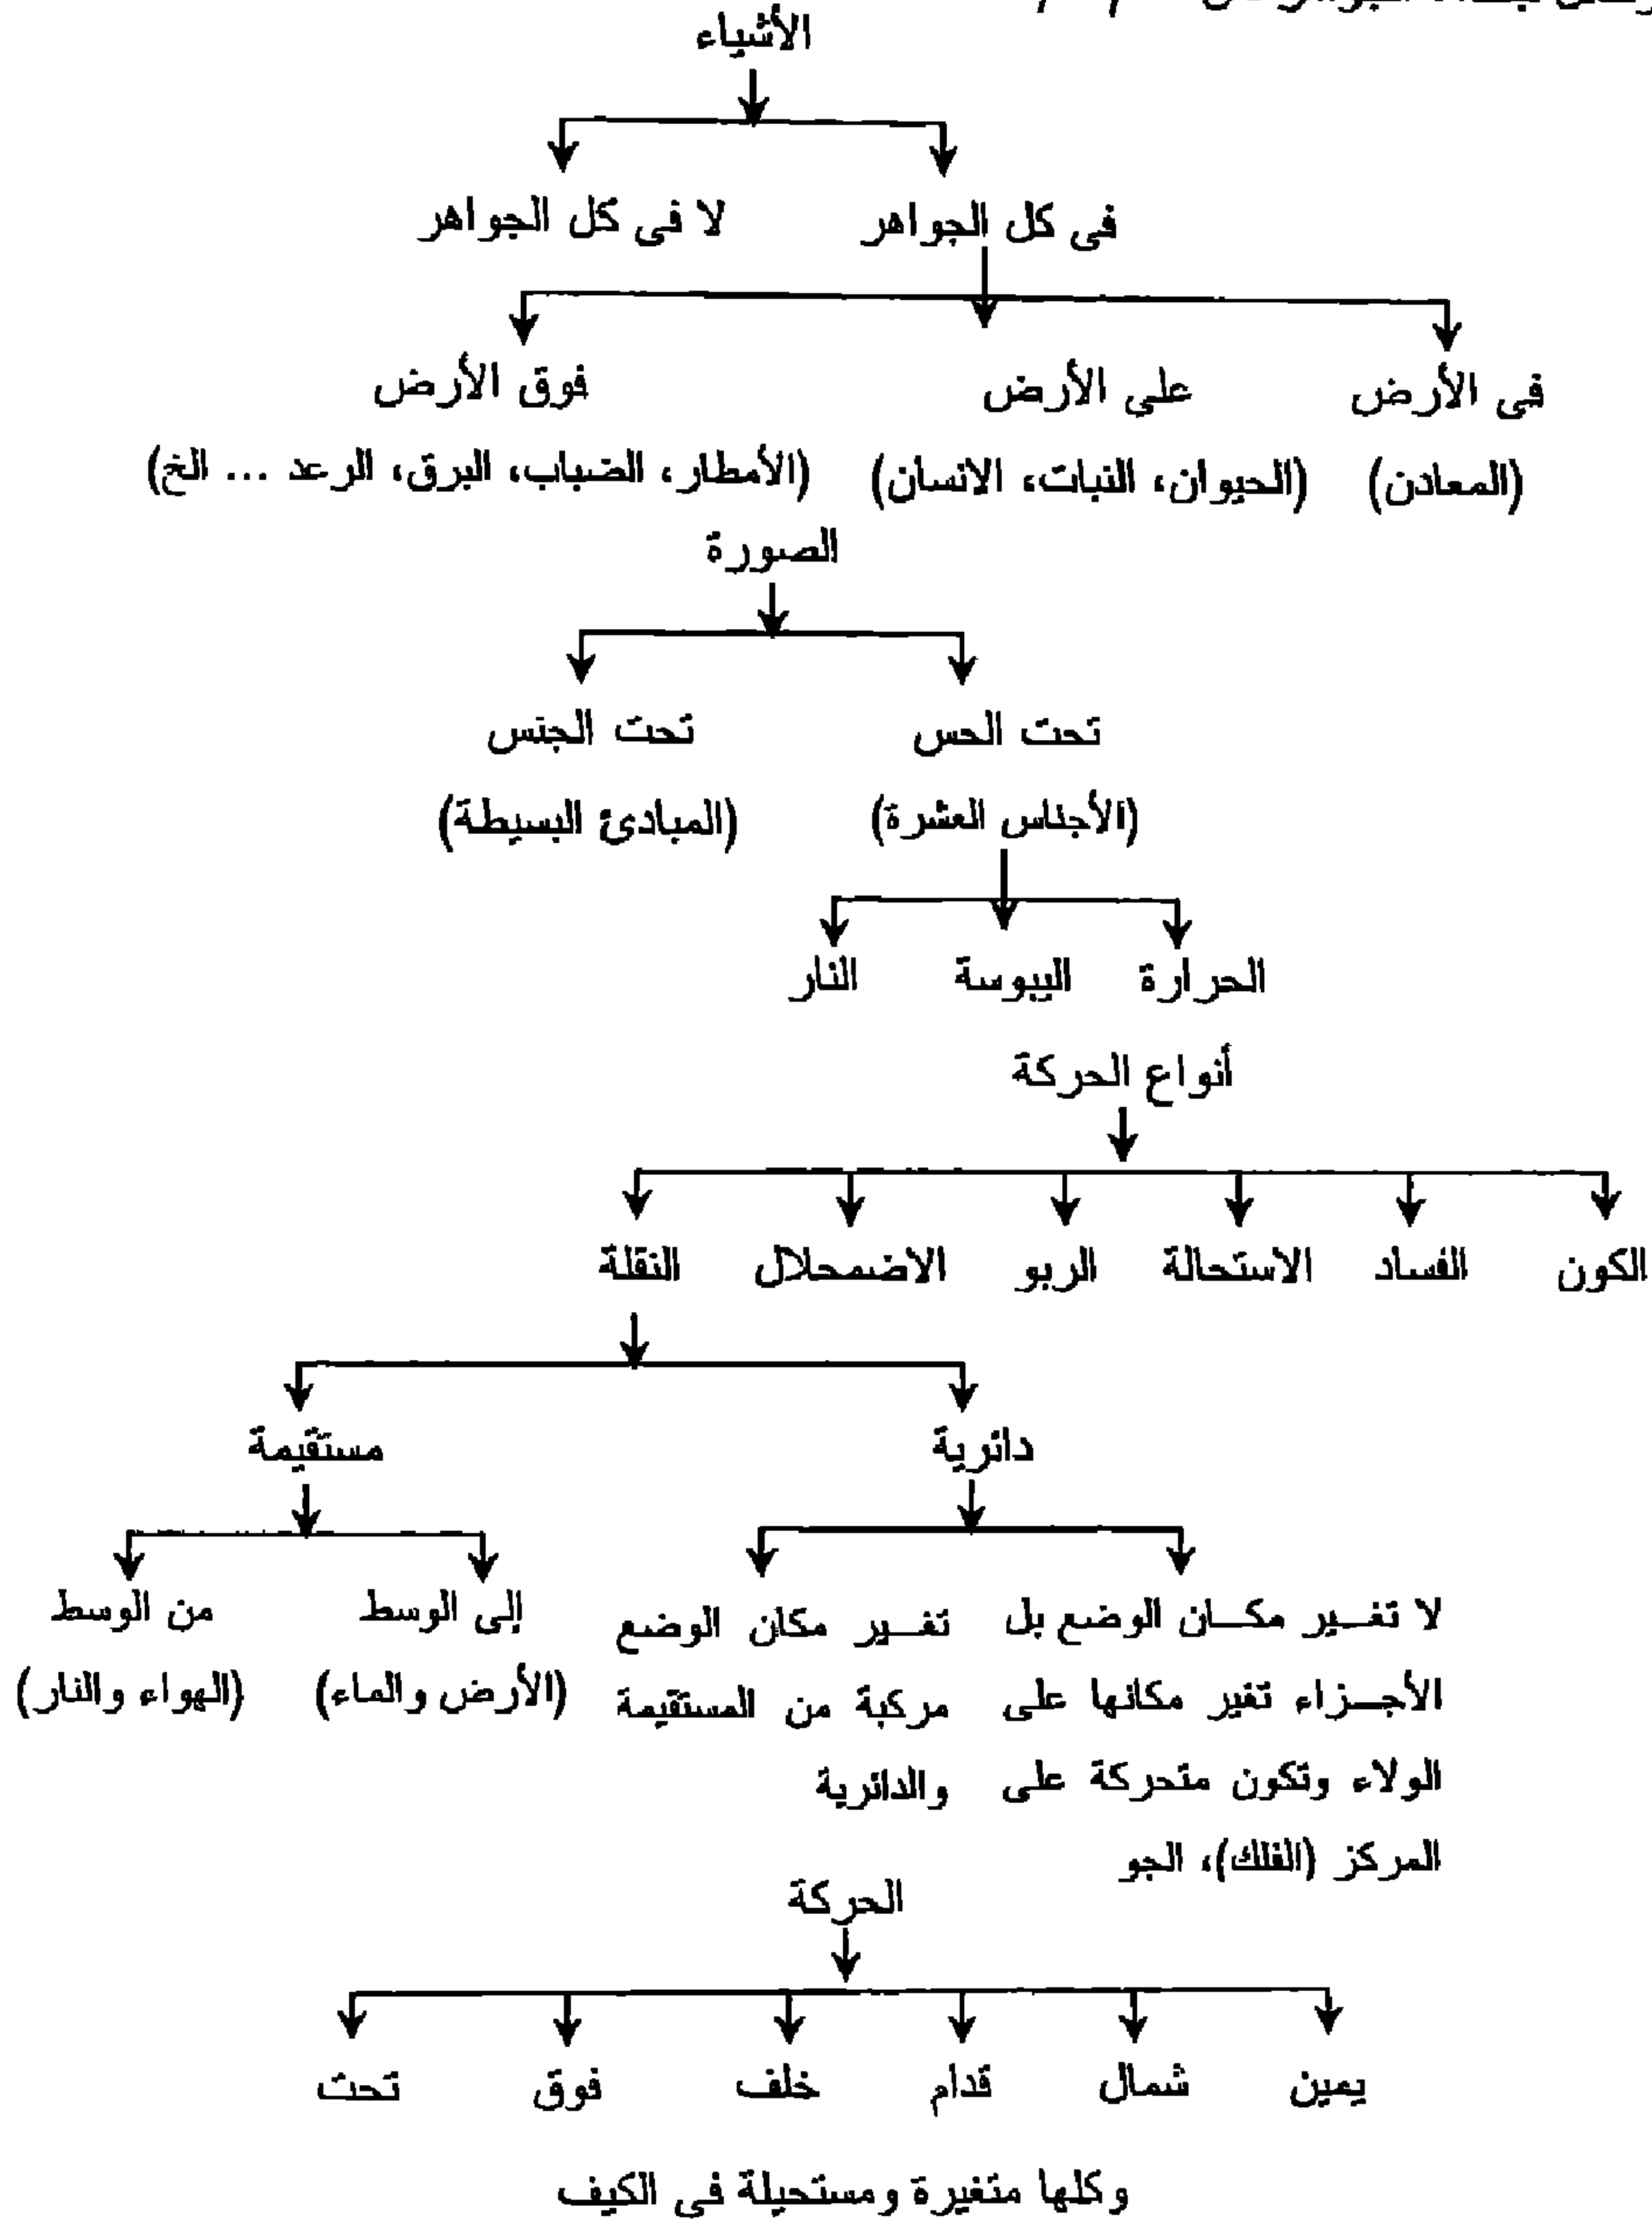 الأشياء
فى كل الجواهر لا فى كل الجواهر
فى الأرض على الأرض فوق الأرض
(المعادن) (الحيوان، النبات، الانسان) (الأمطار، الضباب، البرق، الرعد ... الخ)
الصورة
تحت الحس تحت الجنس
(الأجناس العشرة) (المبادئ البسيطة)
الحرارة اليبوسة النار
أنواع الحركة
الكون الفساد الاستحالة الربو الاضمحلال النقلة
دائرية مستقيمة
لا تغــير مكــان الوضع بل تغــير مكان الوضع إلى الوسط من الوسط
الأجــزاء تغير مكانها على مركبة من المستقيمة (الأرض والماء) (الهواء والنار)
الولاء وتكون متحركة على والدائرية
المركز (الفلك)، الجو
الحركة
يمين شمال قدام خلف فوق تحت
وكلها متغيرة ومستحيلة فى الكيف